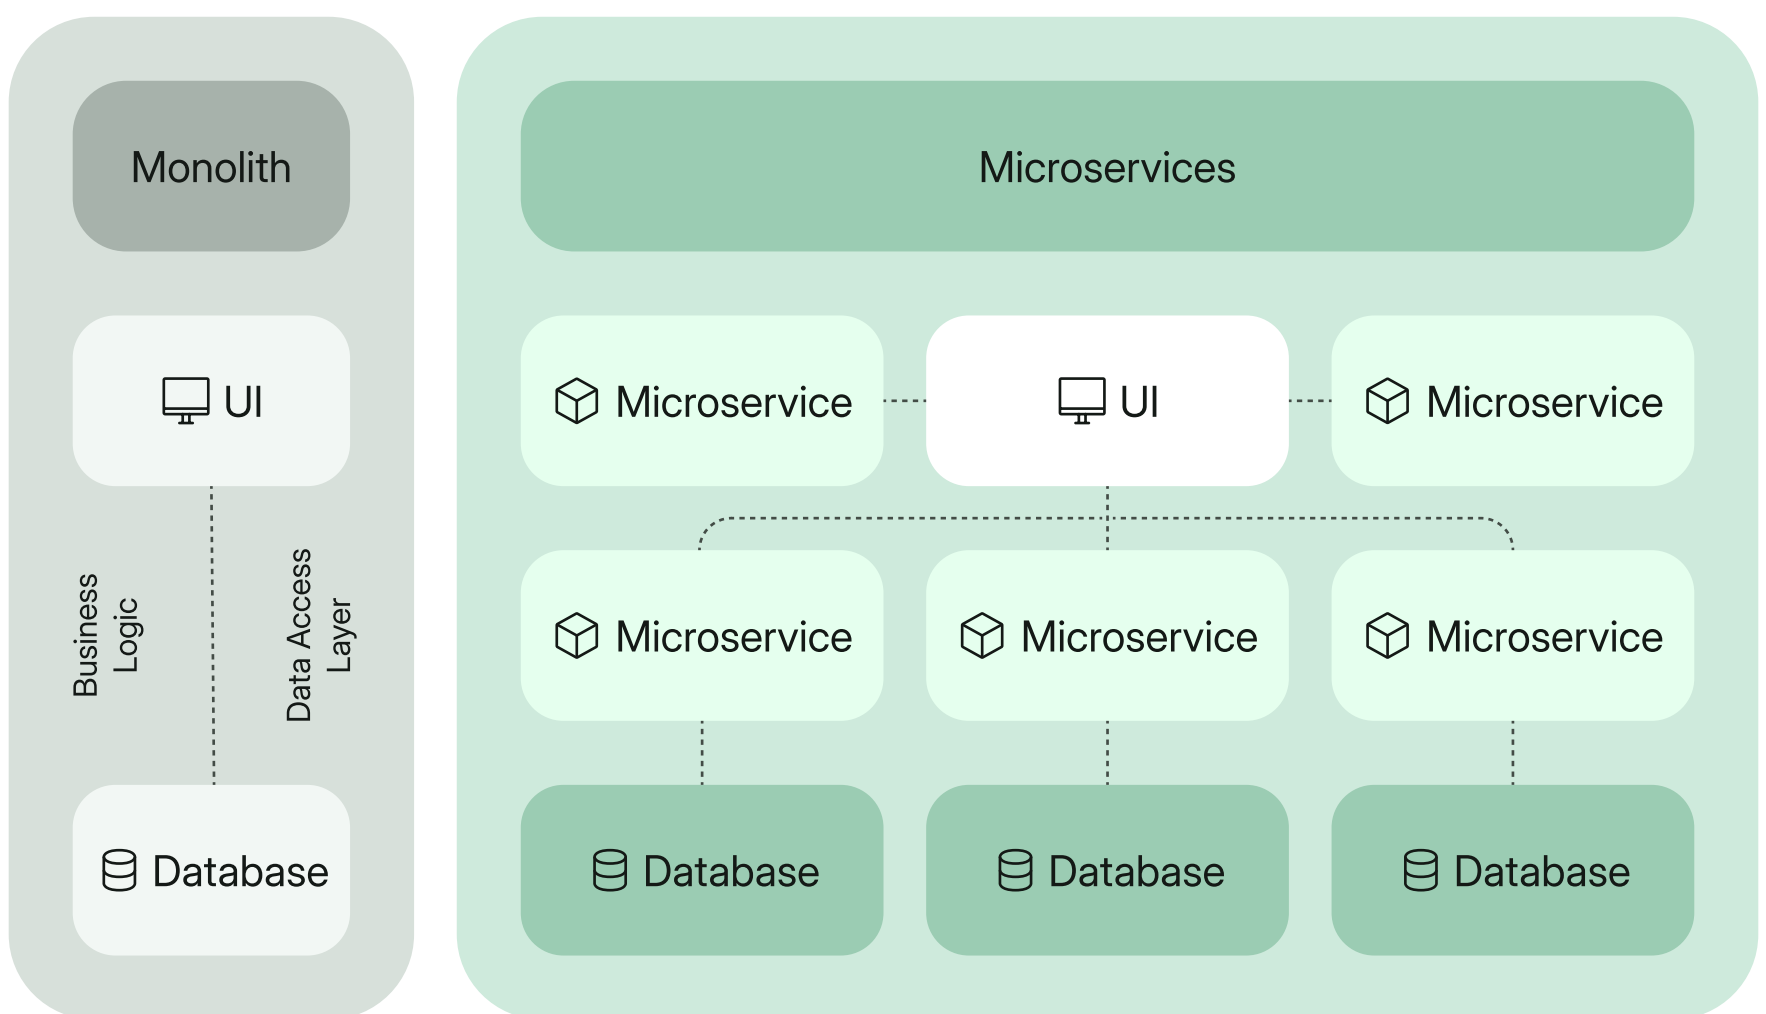 Monolith
UI
Business
Logic
Data Access
Layer
Database
Microservices
Microservice
UI
Microservice
Microservice
Microservice
Microservice
Database
Database
Database